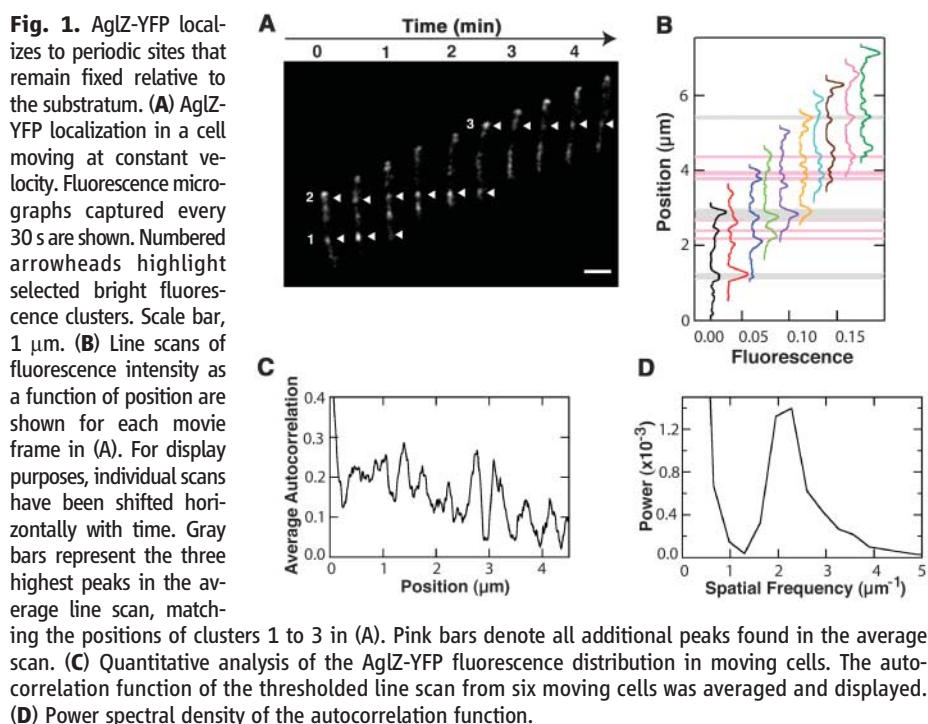 Fig. 1. AglZ-YFP local-
izes to periodic sites that
remain fixed relative to
the substratum. (A) AglZ-
YFP localization in a cell
moving at constant ve-
locity. Fluorescence micro-
graphs captured every
30 s are shown. Numbered
arrowheads highlight
selected bright fluores-
cence clusters. Scale bar,
1 μm. (B) Line scans of
fluorescence intensity as
a function of position are
shown for each movie
frame in (A). For display
purposes, individual scans
have been shifted hori-
zontally with time. Gray
bars represent the three
highest peaks in the av-
erage line scan, match-
ing the positions of clusters 1 to 3 in (A). Pink bars denote all additional peaks found in the average
scan. (C) Quantitative analysis of the AglZ-YFP fluorescence distribution in moving cells. The auto-
correlation function of the thresholded line scan from six moving cells was averaged and displayed.
(D) Power spectral density of the autocorrelation function.
A
Time (min)
0 1 2 3 4
3
2
1
B
Position (μm)
6
4
2
0
0.00 0.05 0.10 0.15
Fluorescence
C
Average Autocorrelation
0.4
0.3
0.2
0.1
0.0
0 1 2 3 4
Position (μm)
D
Power (x10-3)
1.2
0.8
0.4
0.0
0 1 2 3 4 5
Spatial Frequency (μm-1)